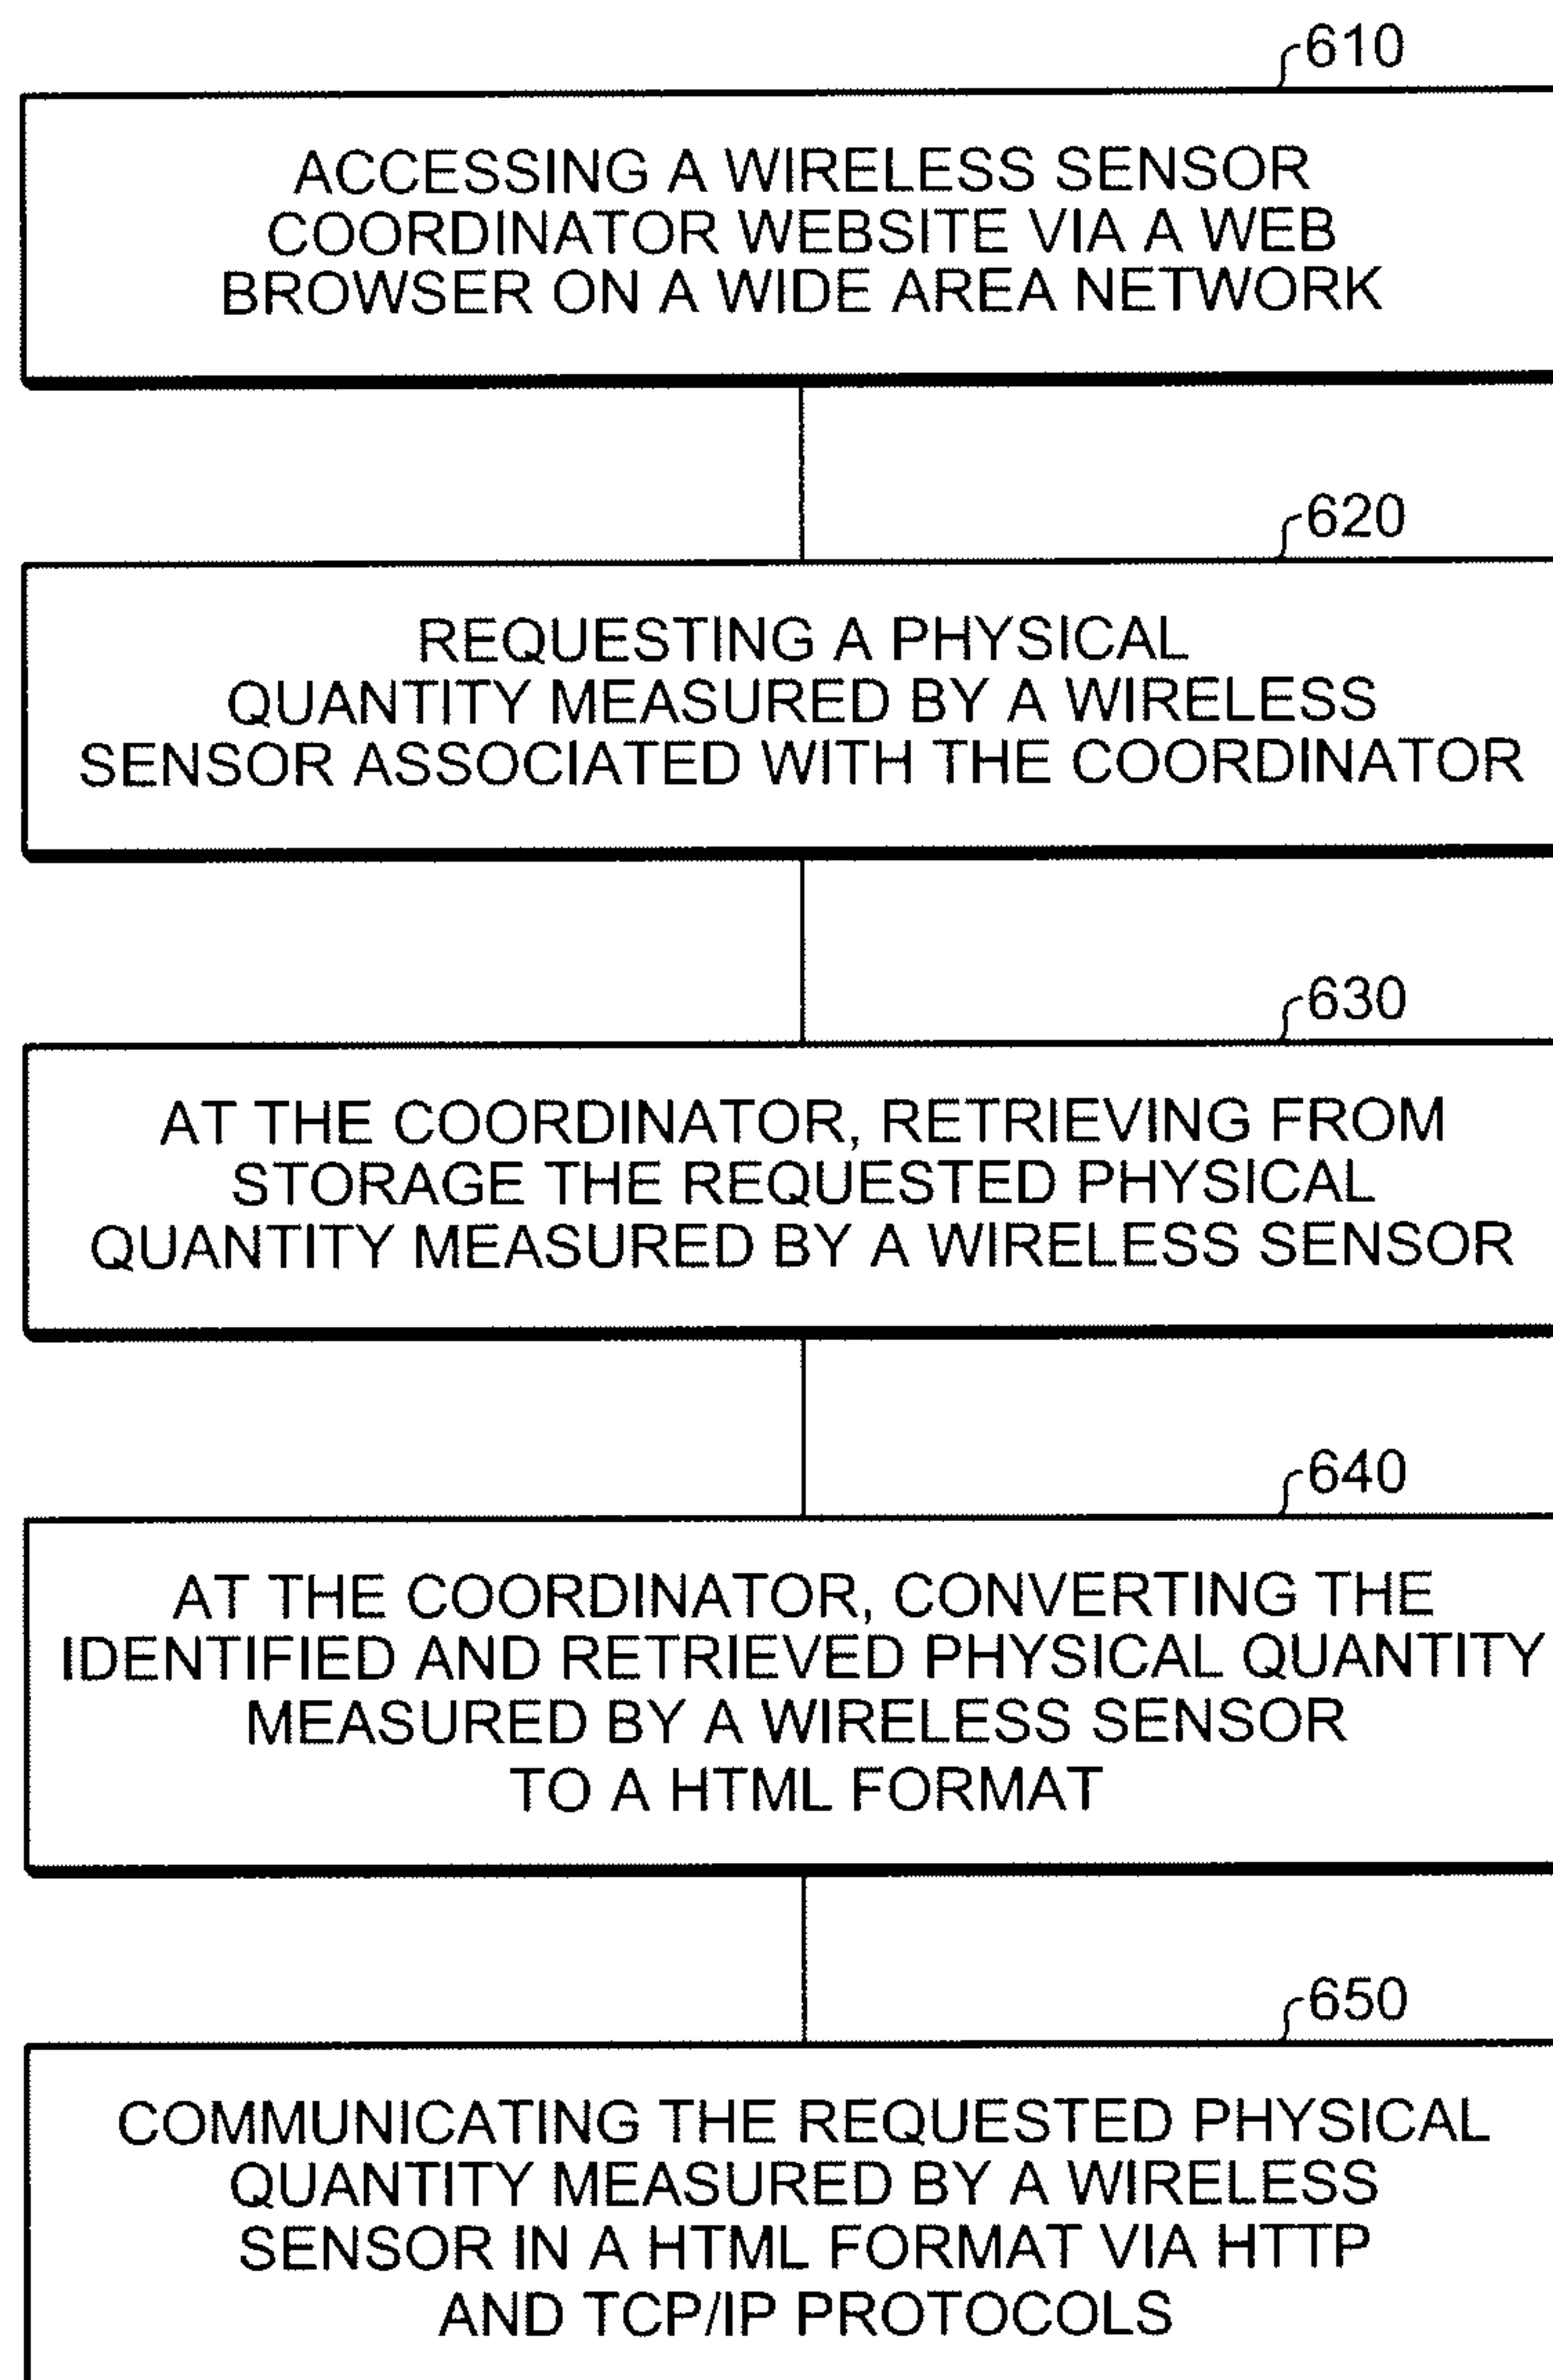 610
ACCESSING A WIRELESS SENSOR
COORDINATOR WEBSITE VIA A WEB
BROWSER ON A WIDE AREA NETWORK
620
REQUESTING A PHYSICAL
QUANTITY MEASURED BY A WIRELESS
SENSOR ASSOCIATED WITH THE COORDINATOR
630
AT THE COORDINATOR, RETRIEVING FROM
STORAGE THE REQUESTED PHYSICAL
QUANTITY MEASURED BY A WIRELESS SENSOR
640
AT THE COORDINATOR, CONVERTING THE
IDENTIFIED AND RETRIEVED PHYSICAL QUANTITY
MEASURED BY A WIRELESS SENSOR
TO A HTML FORMAT
650
COMMUNICATING THE REQUESTED PHYSICAL
QUANTITY MEASURED BY A WIRELESS
SENSOR IN A HTML FORMAT VIA HTTP
AND TCP/IP PROTOCOLS